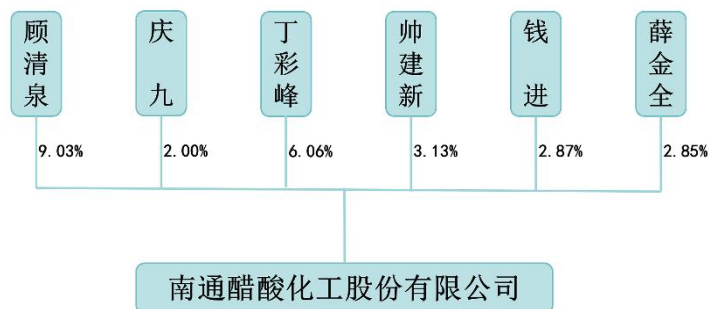 顾清泉
庆九
丁彩峰
帅建新
钱进
薛金全
9.03%
2.00%
6.06%
3.13%
2.87%
2.85%
南通醋酸化工股份有限公司